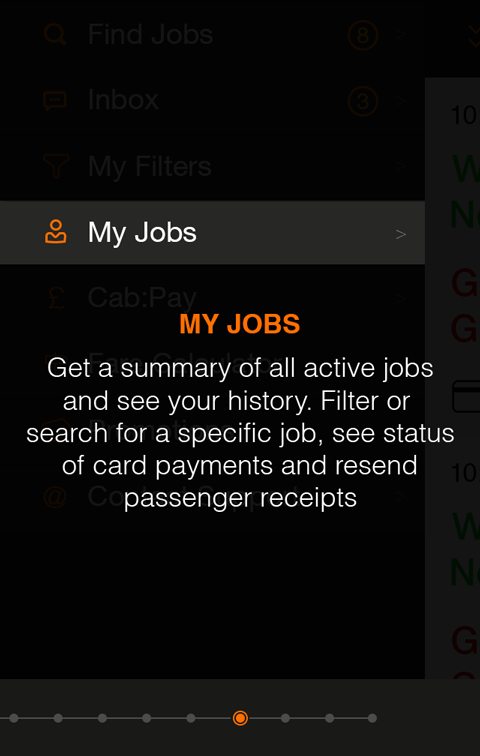 Find Jobs 8
Inbox 3
My Filters
My Jobs >
Cab:Pay
MY JOBS
Get a summary of all active jobs
and see your history. Filter or
search for a specific job, see status
of card payments and resend
passenger receipts
10
10